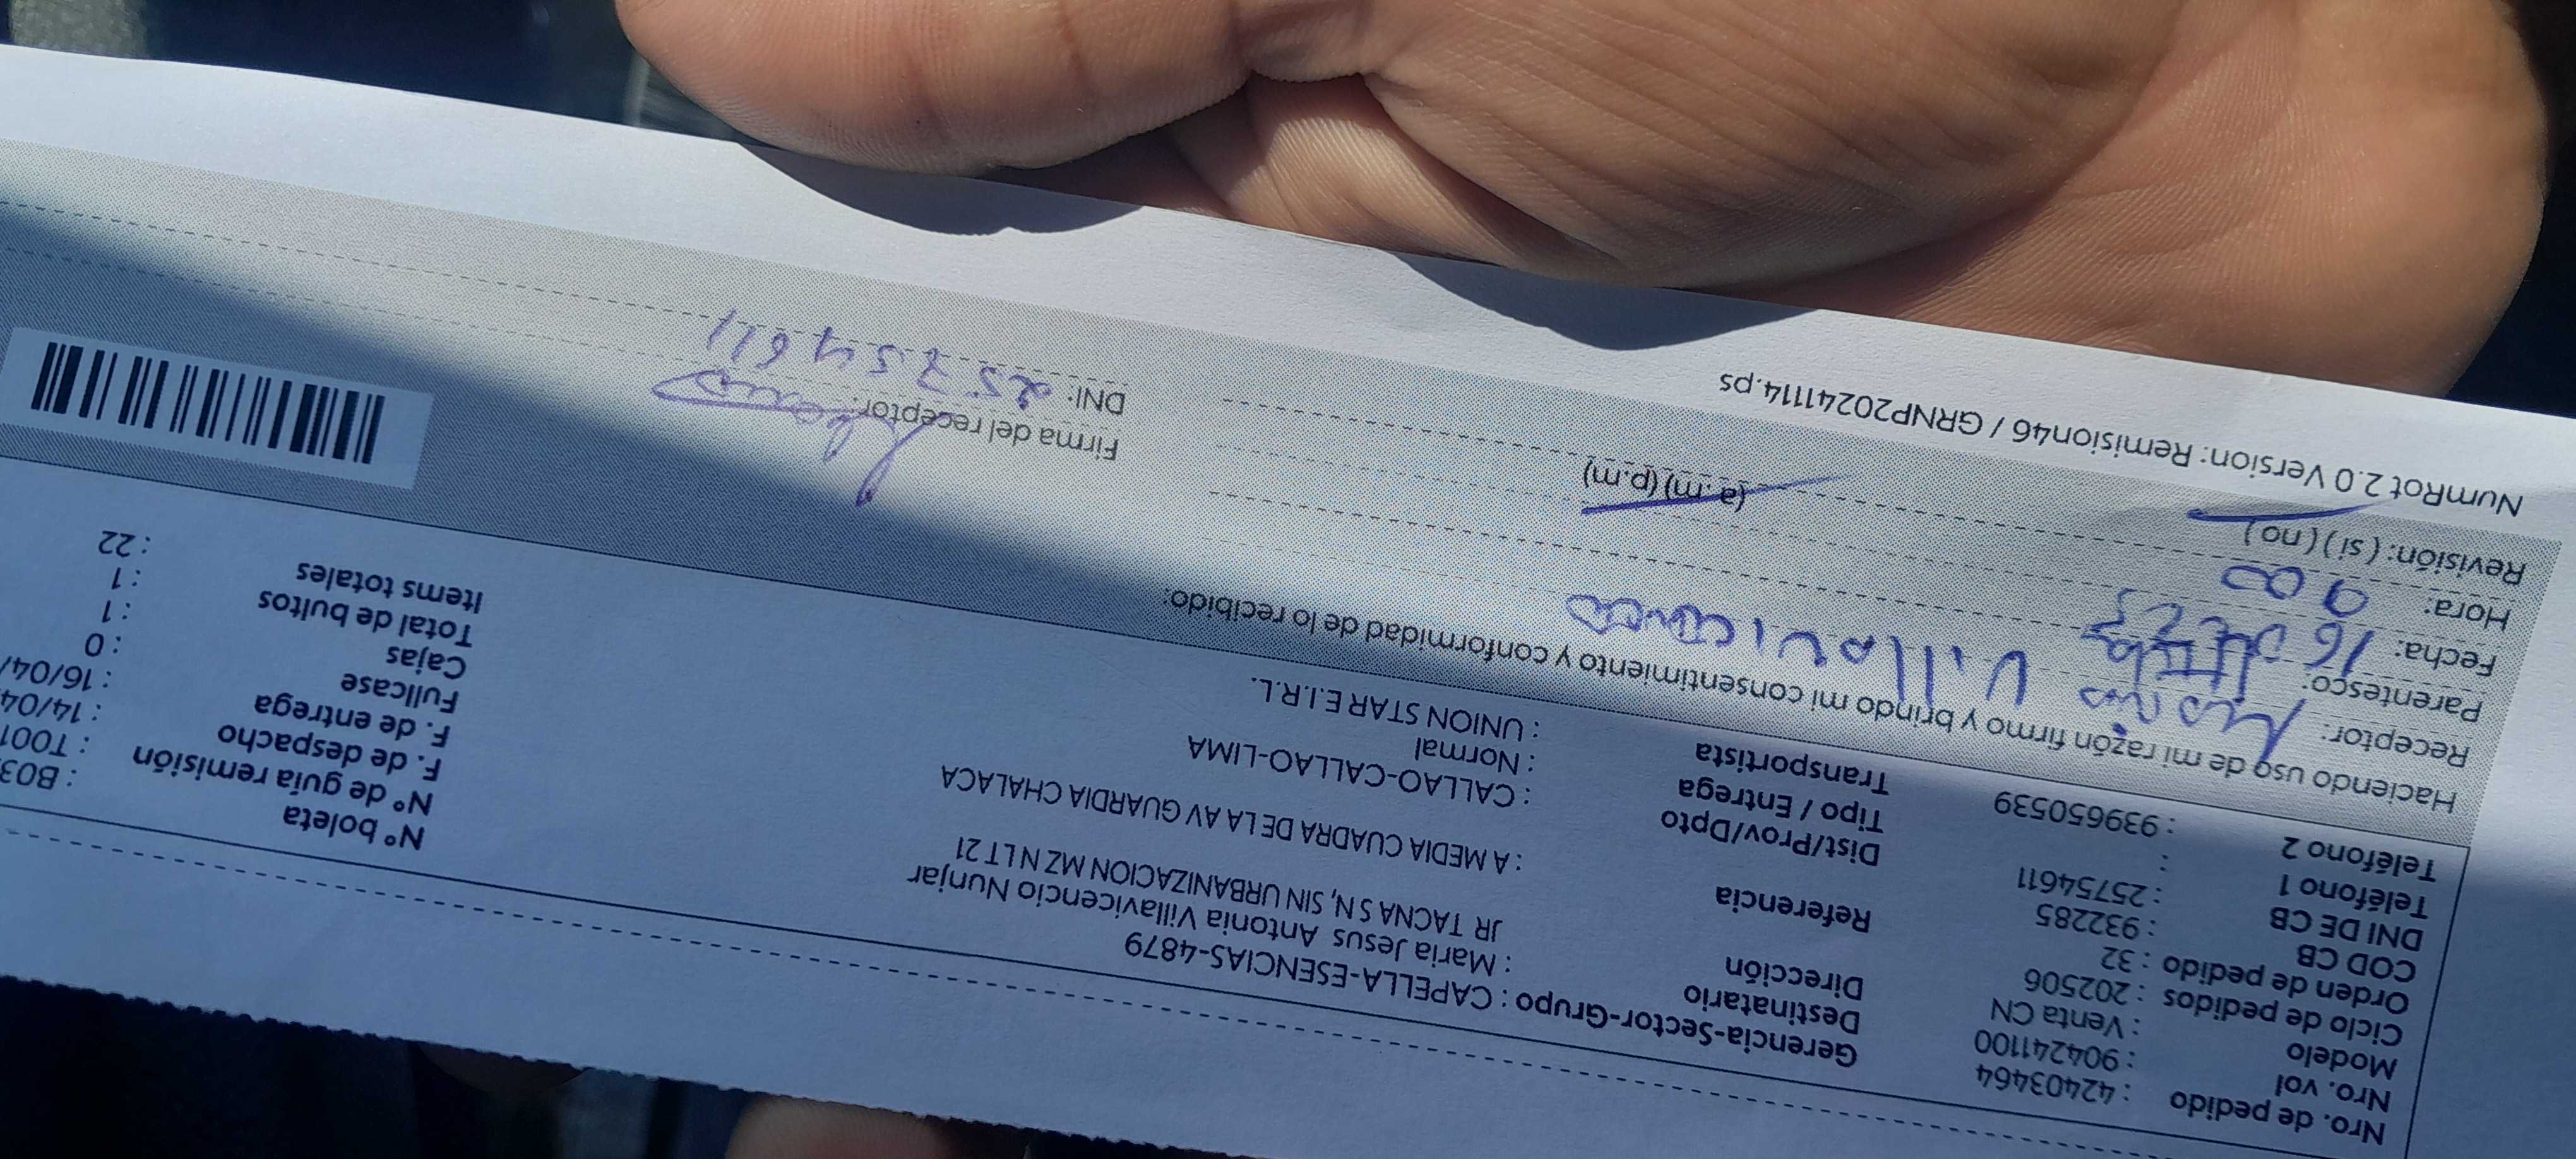 Nro. de pedido : 42403464
Nro. vol : 904241100
Modelo : Venta CN
Ciclo de pedidos : 202506
Orden de pedido : 32
COD CB : 932285
DNI DE CB : 25754611
Teléfono 1 :
Teléfono 2 : 939650539
Gerencia-Sector-Grupo : CAPELLA-ESENCIAS-4879
Destinatario : Maria Jesus Antonia Villavicencio Nunjar
Dirección JR TACNA S N, SIN URBANIZACION MZ N LT 21
Referencia : A MEDIA CUADRA DE LA AV GUARDIA CHALACA
Dist/Prov/Dpto : CALLAO-CALLAO-LIMA
Tipo / Entrega : Normal
Transportista : UNION STAR E.I.R.L.
Nº boleta : B03
Nº de guía remisión : T001
F. de despacho : 14/04
F. de entrega : 16/04/
Fullcase : 0
Cajas : 1
Total de bultos : 1
Items totales : 22
Haciendo uso de mi razón firmo y brindo mi consentimiento y conformidad de lo recibido:
Receptor:
Parentesco:
Fecha: 16
Hora: 9 00 (a.m) (p.m)
Revisión: ( si ) ( no )
Firma del receptor:
DNI: 25754611
NumRot 2.0 Version: Remision46 / GRNP20241114.ps